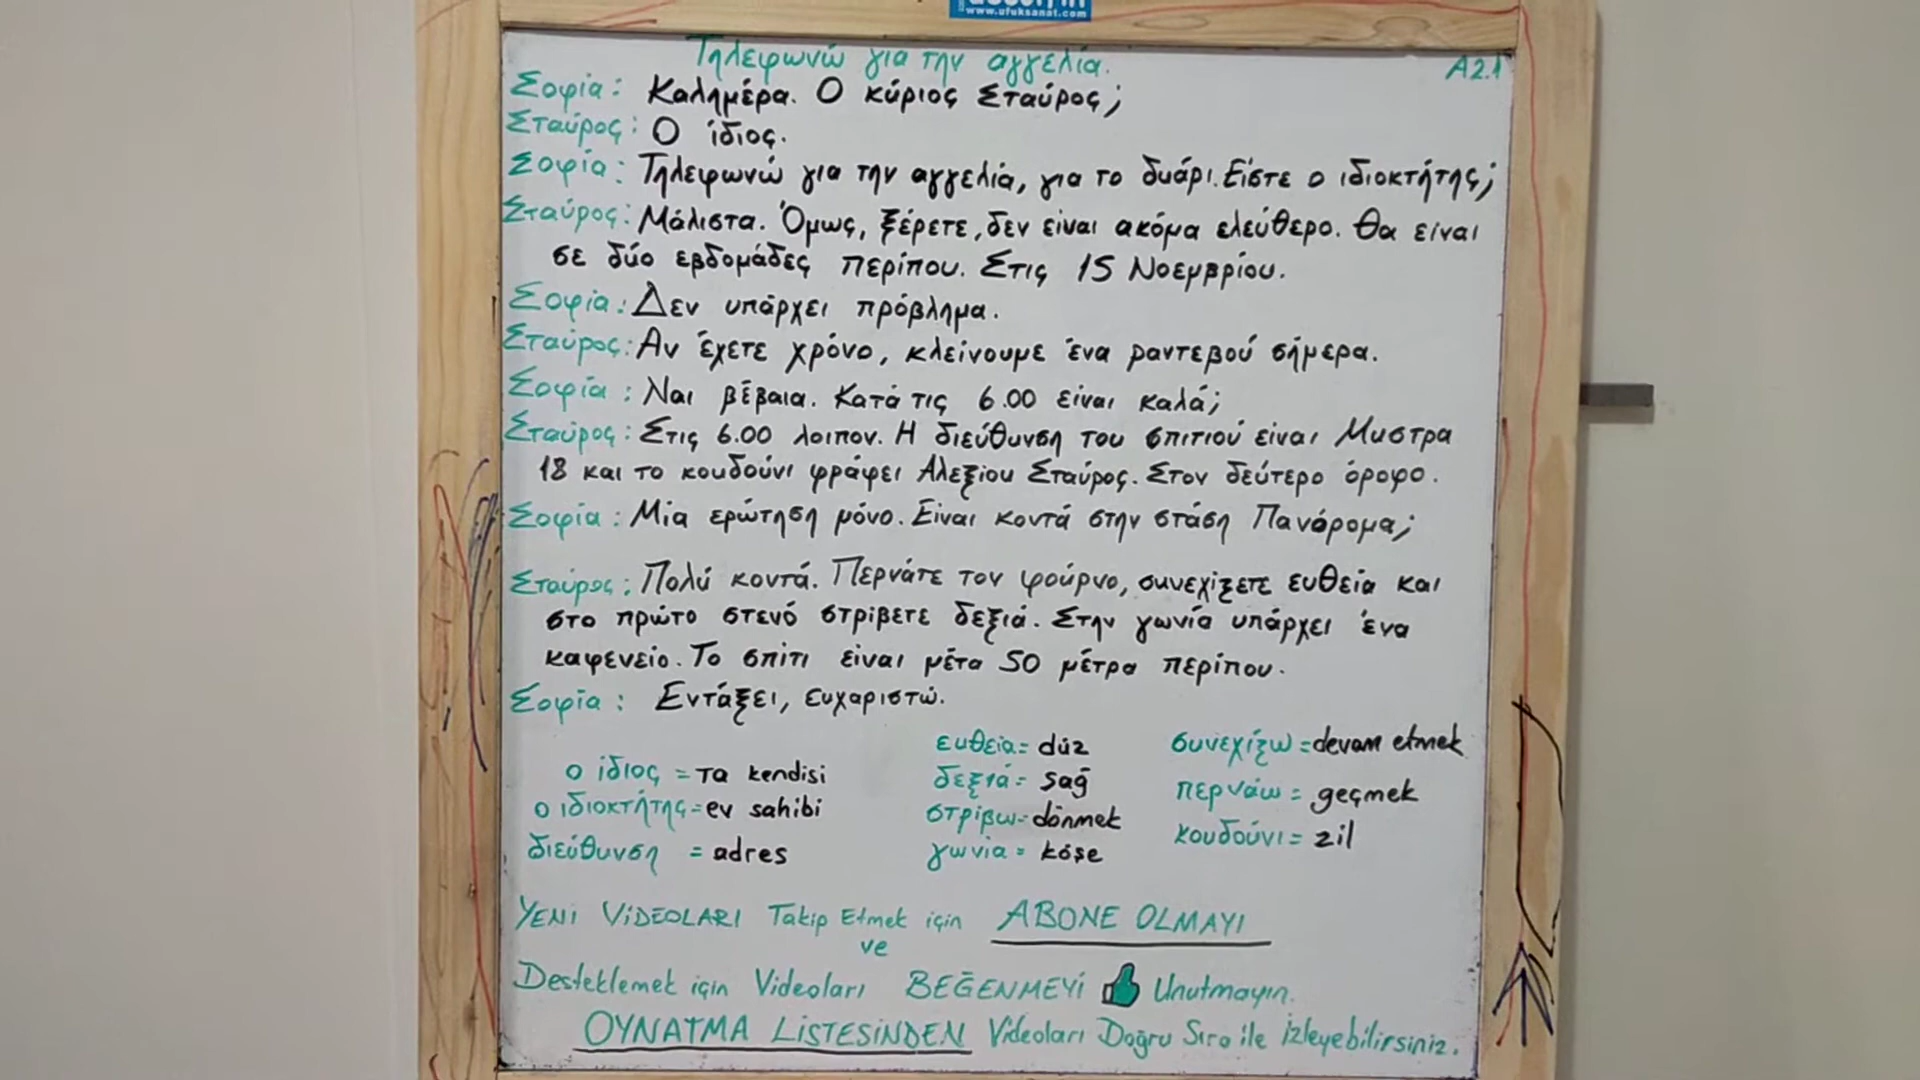 www.ufuksanat.com
Τηλεφωνώ για την αγγελία.
A2.1
Σοφία: Καλημέρα. Ο κύριος Σταύρος;
Σταύρος: Ο ίδιος.
Σοφία: Τηλεφωνώ για την αγγελία, για το δυάρι. Είστε ο ιδιοκτήτης;
Σταύρος: Μάλιστα. Όμως, ξέρετε, δεν είναι ακόμα ελεύθερο. Θα είναι
σε δύο εβδομάδες περίπου. Στις 15 Νοεμβρίου.
Σοφία: Δεν υπάρχει πρόβλημα.
Σταύρος: Αν έχετε χρόνο, κλείνουμε ένα ραντεβού σήμερα.
Σοφία: Ναι βέβαια. Κατά τις 6.00 είναι καλά;
Σταύρος: Στις 6.00 λοιπον. Η διεύθυνση του σπιτιού είναι Μυστρα
18 και το κουδούνι γράφει Αλεξίου Σταύρος. Στον δεύτερο όροφο.
Σοφία: Μία ερώτηση μόνο. Είναι κοντά στην στάση Πανόρομα;
Σταύρος: Πολύ κοντά. Περνάτε τον φούρνο, συνεχίζετε ευθεία και
στο πρώτο στενό στρίβετε δεξιά. Στην γωνία υπάρχει ένα
καφενείο. Το σπίτι είναι μέτα 50 μέτρα περίπου.
Σοφία: Εντάξει, ευχαριστώ.
ο ίδιος = τα kendisi
ο ιδιοκτήτης = ev sahibi
διεύθυνση = adres
ευθεία = düz
δεξιά = sağ
στρίβω = dönmek
γωνία = köşe
συνεχίζω = devam etmek
περνάω = geçmek
κουδούνι = zil
YENİ VİDEOLARI Takip Etmek için ABONE OLMAYI
ve
Desteklemek için Videoları BEĞENMEYİ Unutmayın.
OYNATMA LİSTESİNDEN Videoları Doğru Sıra ile İzleyebilirsiniz.